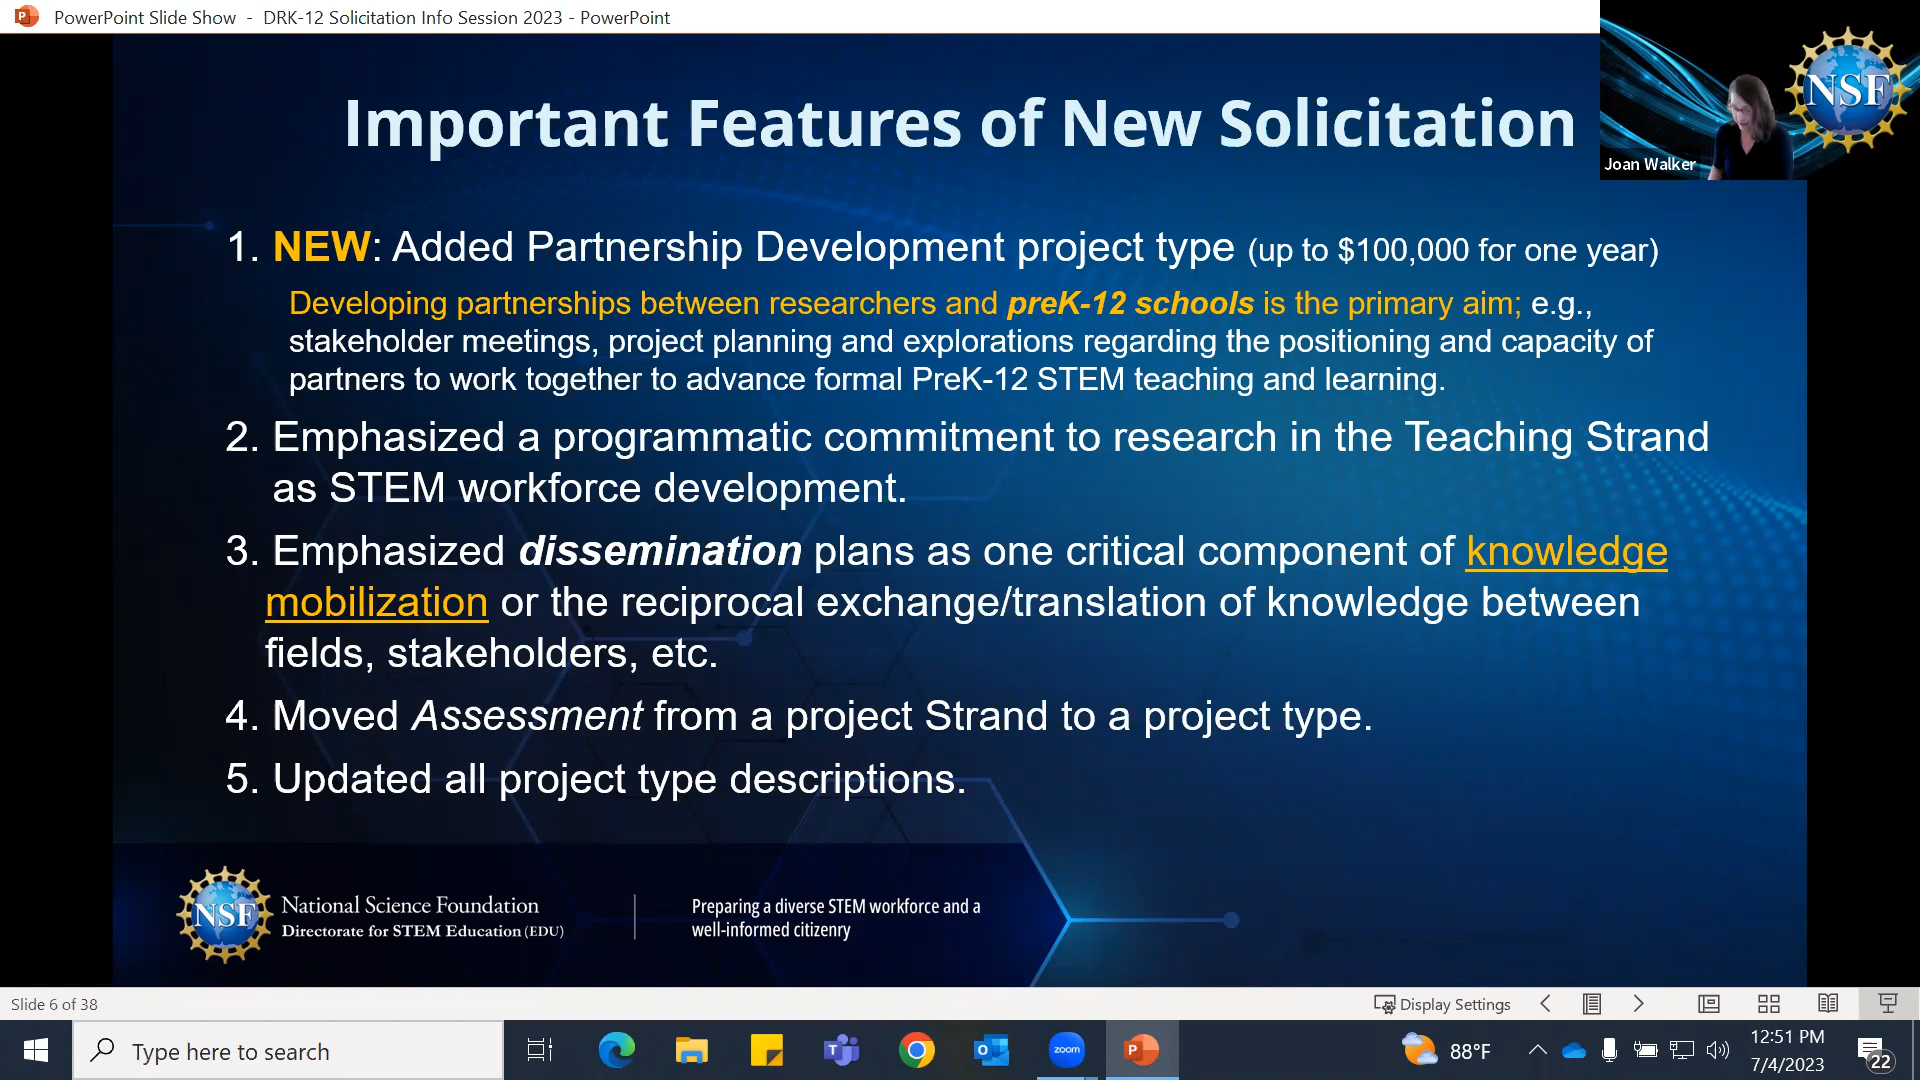 PowerPoint Slide Show - DRK-12 Solicitation Info Session 2023 - PowerPoint
NSF
Joan Walker
Important Features of New Solicitation
1. NEW: Added Partnership Development project type (up to $100,000 for one year)
Developing partnerships between researchers and preK-12 schools is the primary aim; e.g.,
stakeholder meetings, project planning and explorations regarding the positioning and capacity of
partners to work together to advance formal PreK-12 STEM teaching and learning.
2. Emphasized a programmatic commitment to research in the Teaching Strand
as STEM workforce development.
3. Emphasized dissemination plans as one critical component of knowledge
mobilization or the reciprocal exchange/translation of knowledge between
fields, stakeholders, etc.
4. Moved Assessment from a project Strand to a project type.
5. Updated all project type descriptions.
NSF
National Science Foundation
Directorate for STEM Education (EDU)
Preparing a diverse STEM workforce and a
well-informed citizenry
Slide 6 of 38
Display Settings
Type here to search
zoom
88°F
12:51 PM
7/4/2023
22